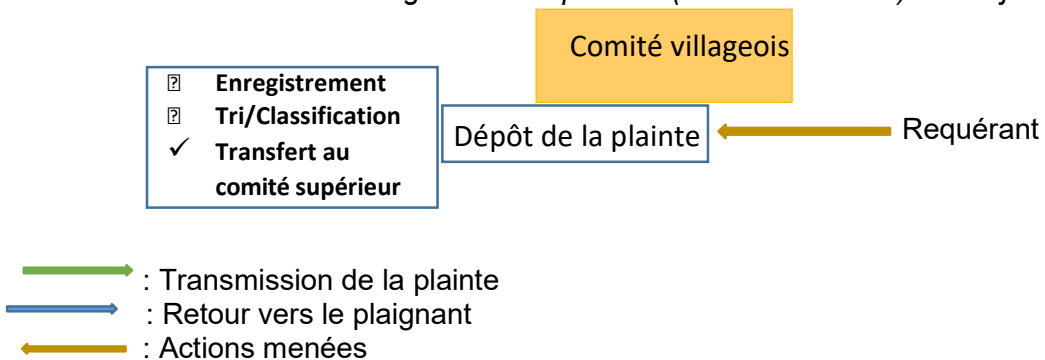 Comité villageois
Enregistrement
Tri/Classification
✓ Transfert au
comité supérieur
Dépôt de la plainte
Requérant
: Transmission de la plainte
: Retour vers le plaignant
: Actions menées